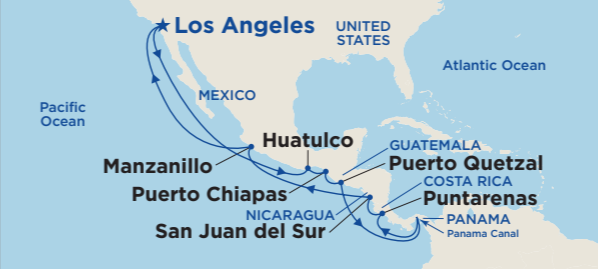 Los Angeles
UNITED
STATES
Atlantic Ocean
MEXICO
Pacific
Ocean
Huatulco
GUATEMALA
Manzanillo
Puerto Quetzal
COSTA RICA
Puerto Chiapas
Puntarenas
NICARAGUA
PANAMA
San Juan del Sur
Panama Canal